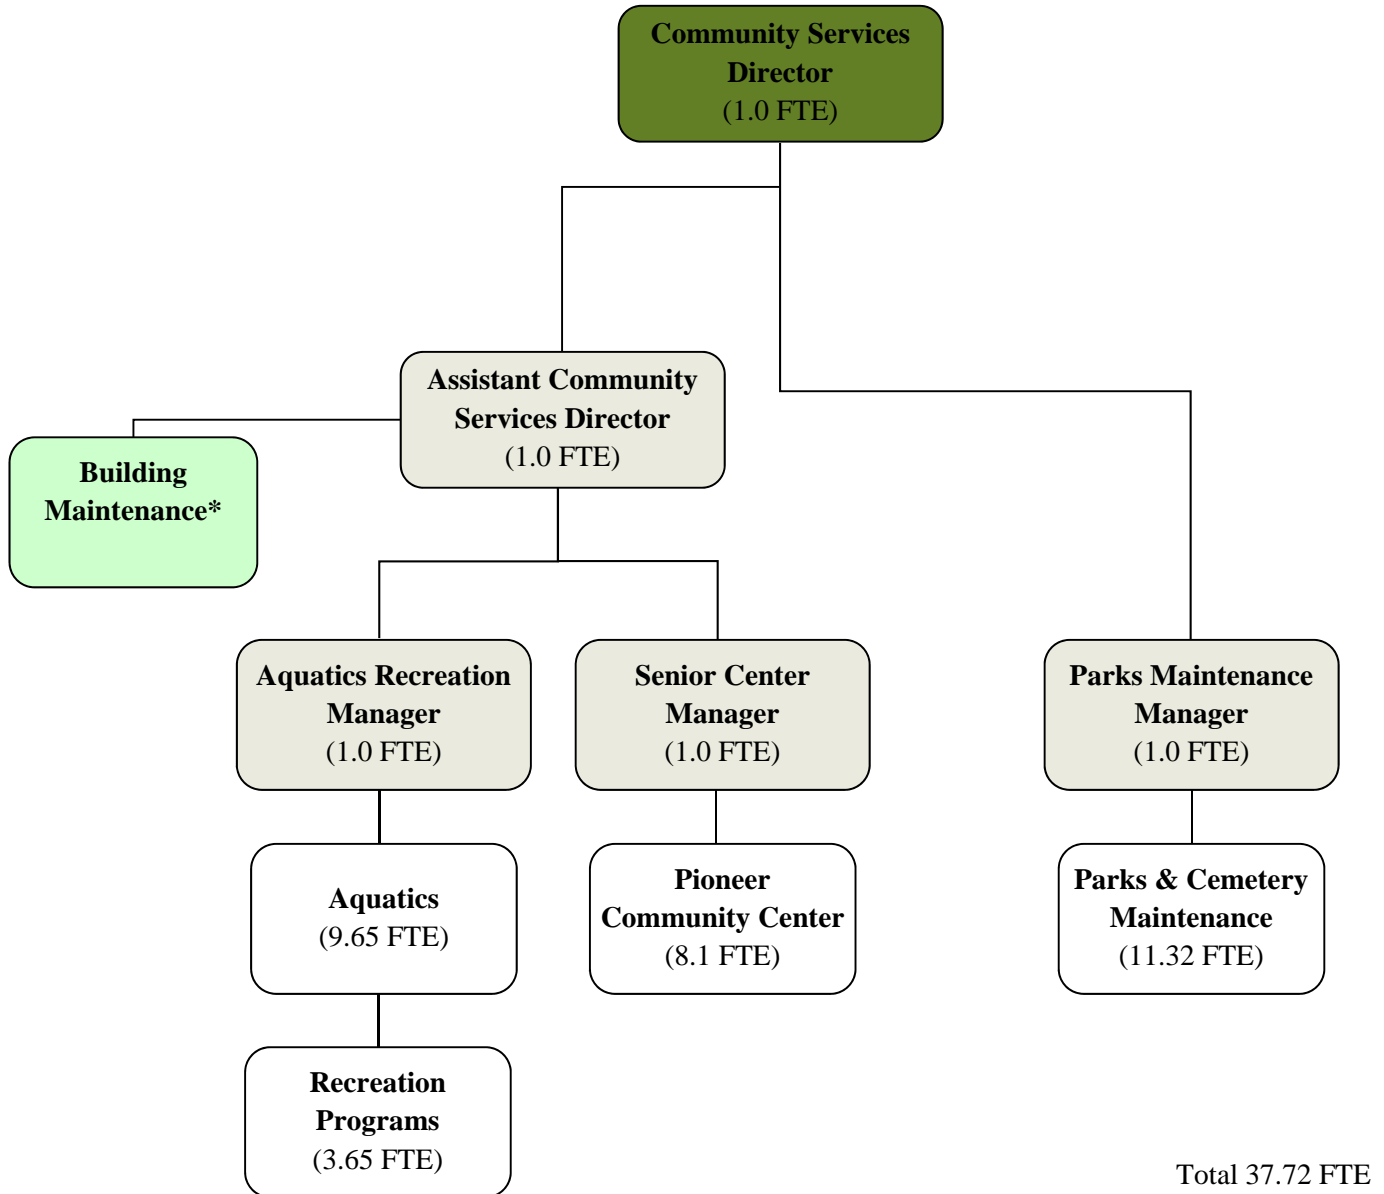 Community Services
Director
(1.0 FTE)
Assistant Community
Services Director
(1.0 FTE)
Building
Maintenance*
Aquatics Recreation
Manager
(1.0 FTE)
Senior Center
Manager
(1.0 FTE)
Parks Maintenance
Manager
(1.0 FTE)
Aquatics
(9.65 FTE)
Pioneer
Community Center
(8.1 FTE)
Parks & Cemetery
Maintenance
(11.32 FTE)
Recreation
Programs
(3.65 FTE)
Total 37.72 FTE